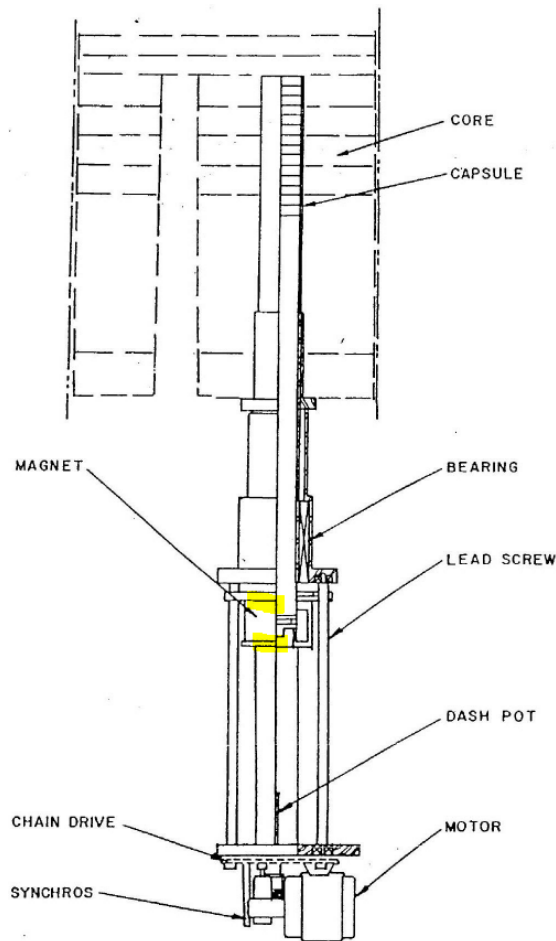 CORE
CAPSULE
MAGNET
BEARING
LEAD SCREW
DASH POT
CHAIN DRIVE
MOTOR
SYNCHROS